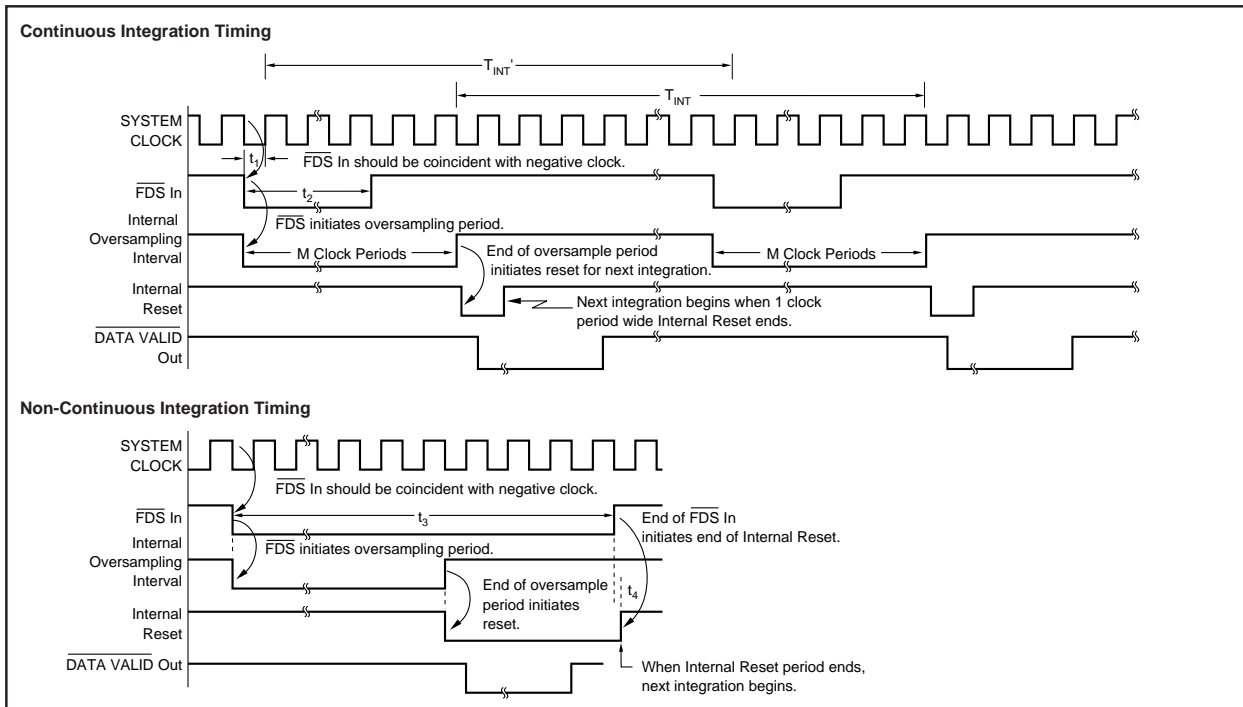 Continuous Integration Timing
T_INT'
T_INT
SYSTEM
CLOCK
t1
FDS In should be coincident with negative clock.
FDS In
t2
FDS initiates oversampling period.
Internal
Oversampling
Interval
M Clock Periods
End of oversample period
initiates reset for next integration.
M Clock Periods
Internal
Reset
Next integration begins when 1 clock
period wide Internal Reset ends.
DATA VALID
Out
Non-Continuous Integration Timing
SYSTEM
CLOCK
FDS In should be coincident with negative clock.
FDS In
t3
End of FDS In
initiates end of Internal Reset.
FDS initiates oversampling period.
Internal
Oversampling
Interval
End of oversample
period initiates
reset.
t4
Internal
Reset
DATA VALID Out
When Internal Reset period ends,
next integration begins.